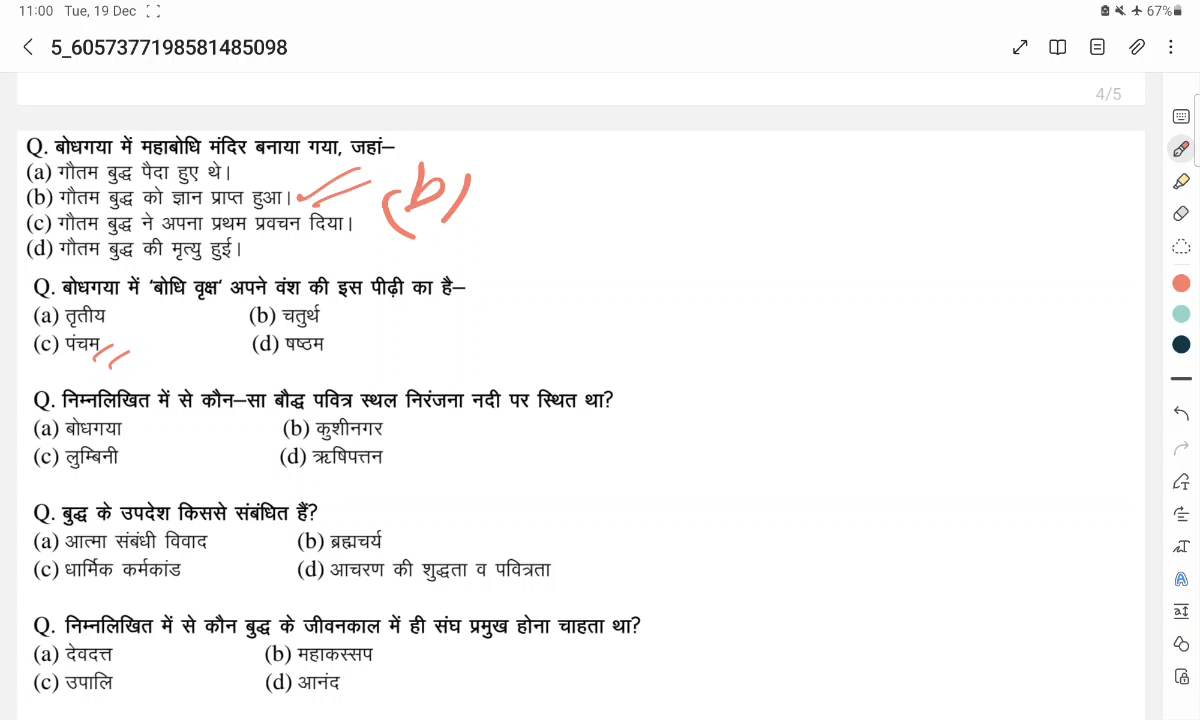 11:00 Tue, 19 Dec
67%
5_6057377198581485098
4/5
Q. बोधगया में महाबोधि मंदिर बनाया गया, जहां–
(a) गौतम बुद्ध पैदा हुए थे।
(b) गौतम बुद्ध को ज्ञान प्राप्त हुआ। (b)
(c) गौतम बुद्ध ने अपना प्रथम प्रवचन दिया।
(d) गौतम बुद्ध की मृत्यु हुई।
Q. बोधगया में 'बोधि वृक्ष' अपने वंश की इस पीढ़ी का है–
(a) तृतीय (b) चतुर्थ
(c) पंचम (d) षष्ठम
Q. निम्नलिखित में से कौन–सा बौद्ध पवित्र स्थल निरंजना नदी पर स्थित था?
(a) बोधगया (b) कुशीनगर
(c) लुम्बिनी (d) ऋषिपत्तन
Q. बुद्ध के उपदेश किससे संबंधित हैं?
(a) आत्मा संबंधी विवाद (b) ब्रह्मचर्य
(c) धार्मिक कर्मकांड (d) आचरण की शुद्धता व पवित्रता
Q. निम्नलिखित में से कौन बुद्ध के जीवनकाल में ही संघ प्रमुख होना चाहता था?
(a) देवदत्त (b) महाकस्सप
(c) उपालि (d) आनंद